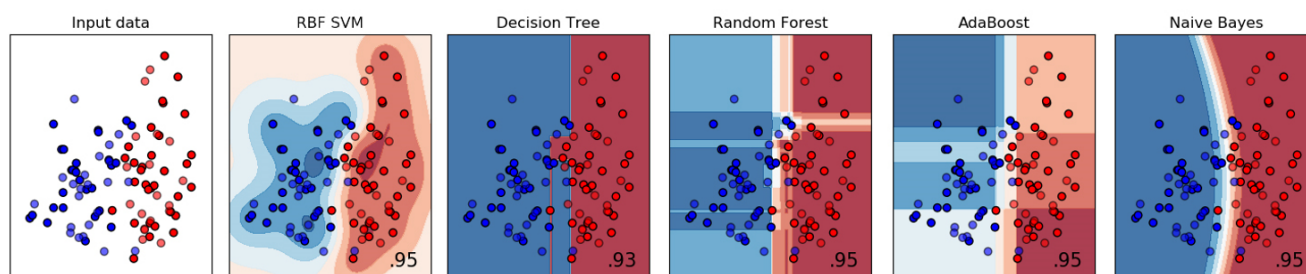 Input data
RBF SVM
Decision Tree
Random Forest
AdaBoost
Naive Bayes
.95
.93
.95
.95
.95